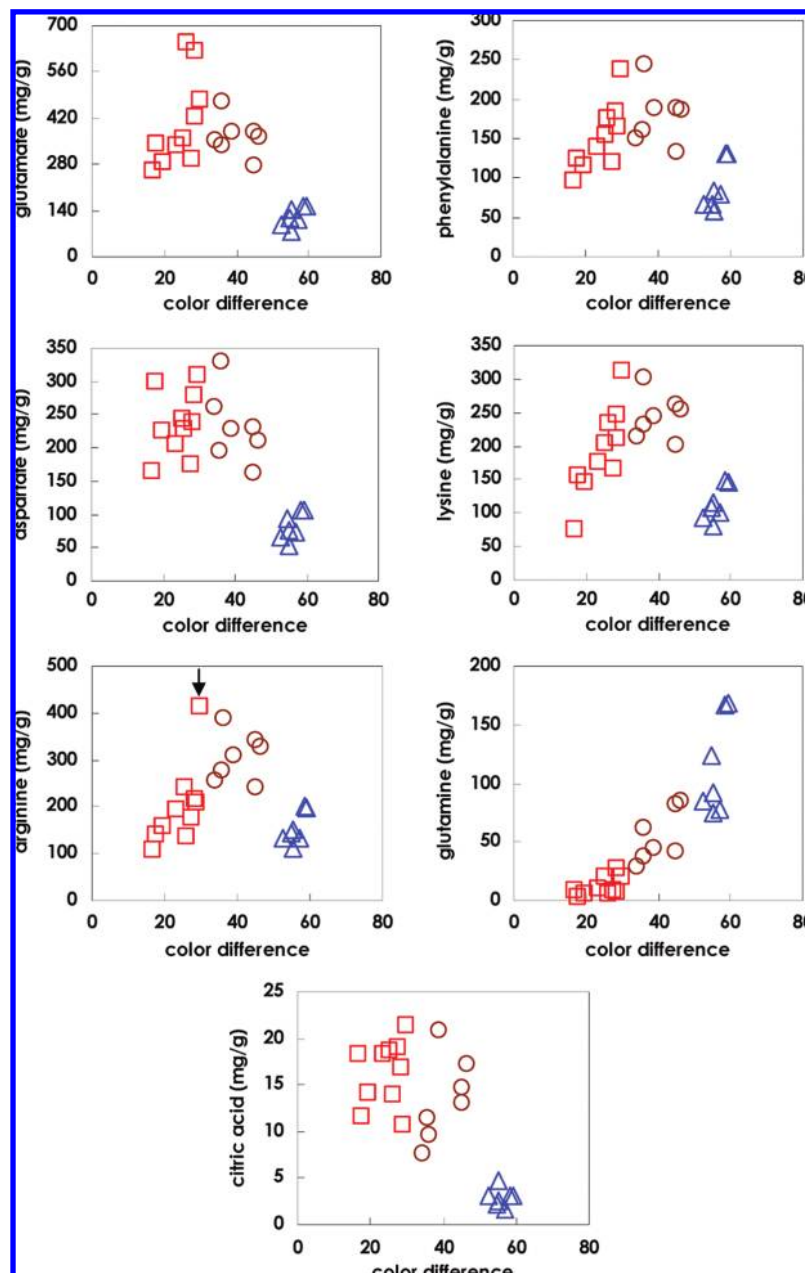 glutamate (mg/g)
700
560
420
280
140
0
0 20 40 60 80
color difference
phenylalanine (mg/g)
300
250
200
150
100
50
0
0 20 40 60 80
color difference
aspartate (mg/g)
350
300
250
200
150
100
50
0
0 20 40 60 80
color difference
lysine (mg/g)
350
300
250
200
150
100
50
0
0 20 40 60 80
color difference
arginine (mg/g)
500
400
300
200
100
0
0 20 40 60 80
color difference
glutamine (mg/g)
200
150
100
50
0
0 20 40 60 80
color difference
citric acid (mg/g)
25
20
15
10
5
0
0 20 40 60 80
color difference